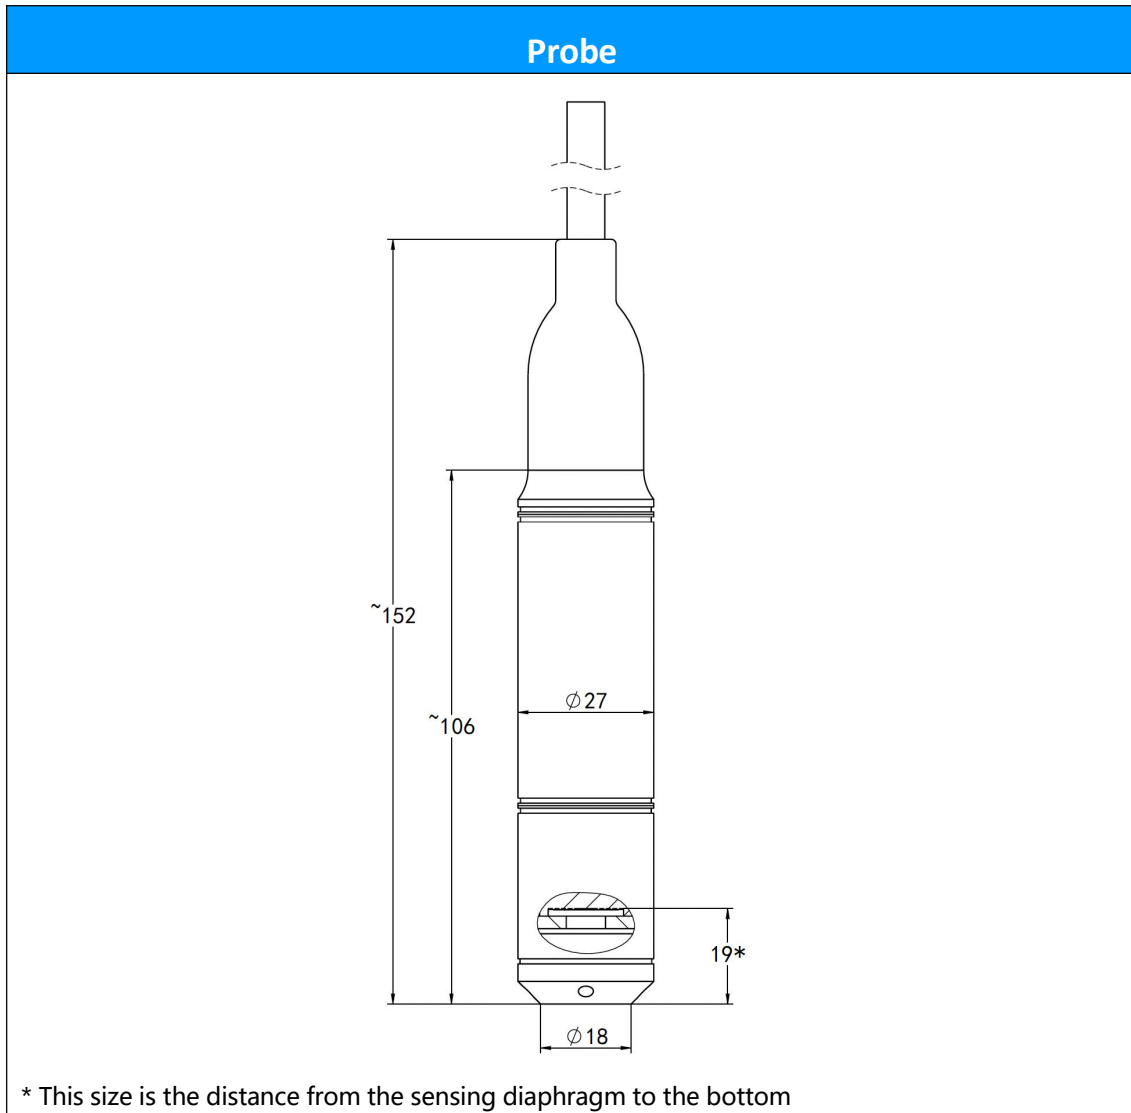 Probe
~152
⌀27
~106
19*
⌀18
* This size is the distance from the sensing diaphragm to the bottom